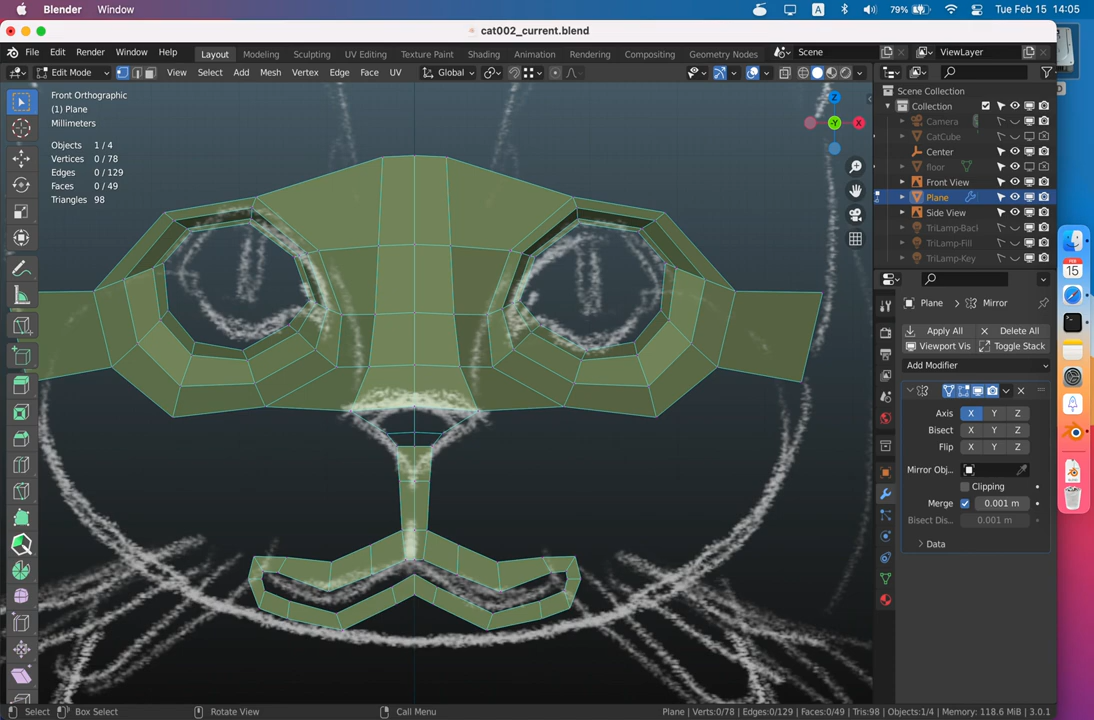 Blender Window
A 79% Tue Feb 15 14:05
cat002_current.blend
File Edit Render Window Help Layout Modeling Sculpting UV Editing Texture Paint Shading Animation Rendering Compositing Geometry Nodes Scene ViewLayer
Edit Mode View Select Add Mesh Vertex Edge Face UV Global
Front Orthographic
(1) Plane
Millimeters
Objects 1 / 4
Vertices 0 / 78
Edges 0 / 129
Faces 0 / 49
Triangles 98
Z
X
-Y
Scene Collection
Collection
Camera
CatCube
Center
floor
Front View
Plane
Side View
TriLamp-Bacl
TriLamp-Fill
TriLamp-Key
Plane Mirror
Apply All Delete All
Viewport Vis Toggle Stack
Add Modifier
Axis X Y Z
Bisect X Y Z
Flip X Y Z
Mirror Obj..
Clipping
Merge 0.001 m
Bisect Dis... 0.001 m
Data
FEB
15
Select Box Select Rotate View Call Menu Plane | Verts:0/78 | Edges:0/129 | Faces:0/49 | Tris:98 | Objects:1/4 | Memory: 118.6 MiB | 3.0.1